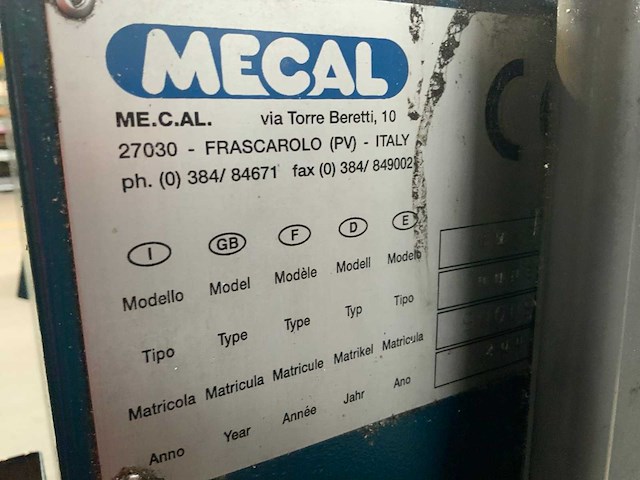 MECAL
ME.C.AL. via Torre Beretti, 10
27030 - FRASCAROLO (PV) - ITALY
ph. (0) 384/ 84671 fax (0) 384/ 849002
I GB F D E
Modello Model Modèle Modell Modelo
Tipo Type Type Typ Tipo
Matricola Matricula Matricule Matrikel Matricula
Anno Year Année Jahr Ano